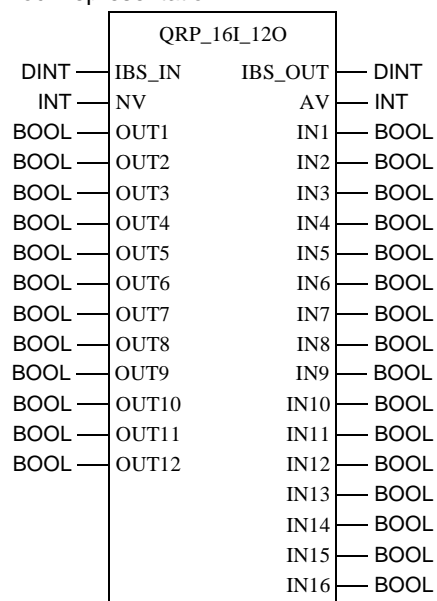 QRP_16I_12O
DINT IBS_IN IBS_OUT DINT
INT NV AV INT
BOOL OUT1 IN1 BOOL
BOOL OUT2 IN2 BOOL
BOOL OUT3 IN3 BOOL
BOOL OUT4 IN4 BOOL
BOOL OUT5 IN5 BOOL
BOOL OUT6 IN6 BOOL
BOOL OUT7 IN7 BOOL
BOOL OUT8 IN8 BOOL
BOOL OUT9 IN9 BOOL
BOOL OUT10 IN10 BOOL
BOOL OUT11 IN11 BOOL
BOOL OUT12 IN12 BOOL
IN13 BOOL
IN14 BOOL
IN15 BOOL
IN16 BOOL